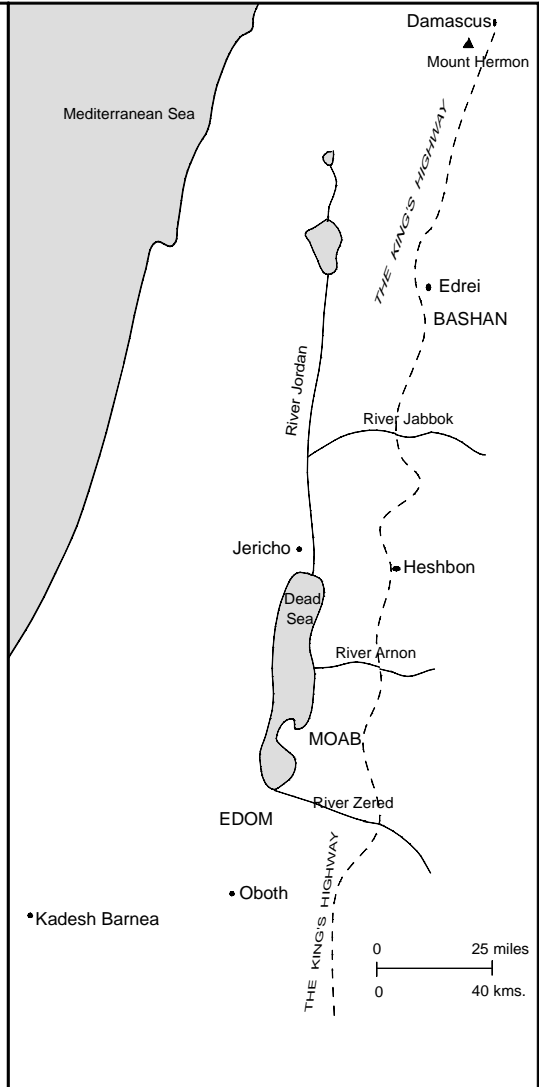 Damascus
Mount Hermon
Mediterranean Sea
THE KING'S HIGHWAY
Edrei
BASHAN
River Jordan
River Jabbok
Jericho
Heshbon
Dead
Sea
River Arnon
MOAB
River Zered
EDOM
THE KING'S HIGHWAY
Oboth
Kadesh Barnea
0 25 miles
0 40 kms.